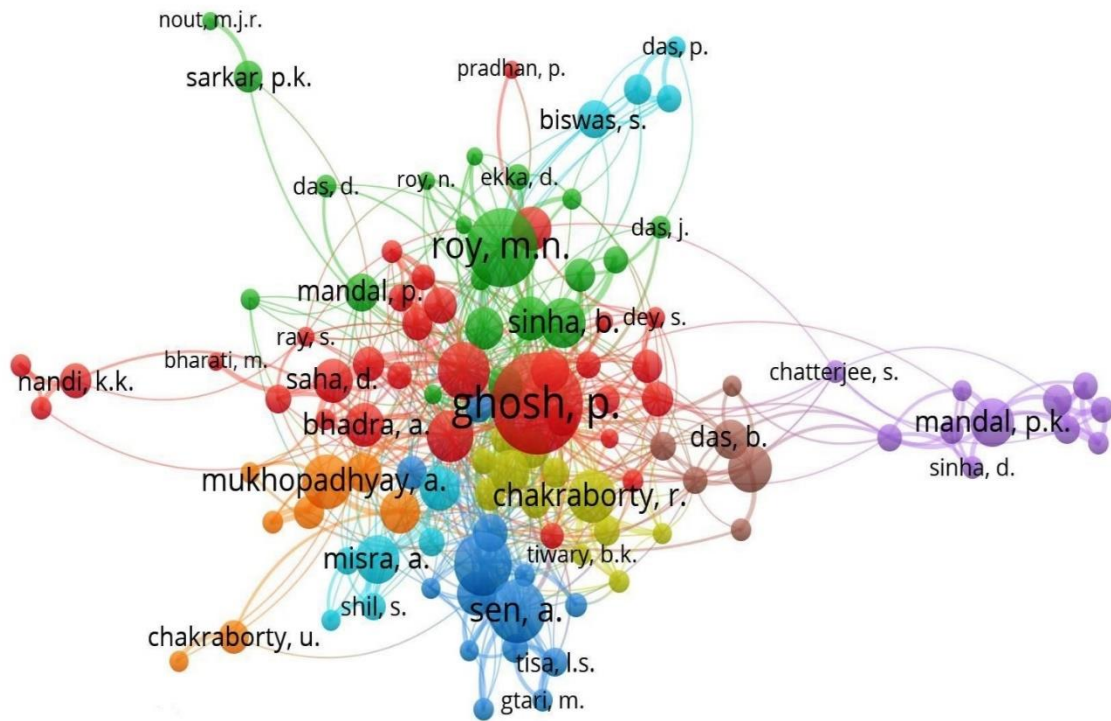 nout, m.j.r.
sarkar, p.k.
pradhan, p.
das, p.
biswas, s.
das, d.
roy, n.
ekka, d.
das, j.
roy, m.n.
mandal, p.
sinha, b.
dey, s.
ray, s.
bharati, m.
nandi, k.k.
saha, d.
chatterjee, s.
ghosh, p.
bhadra, a.
das, b.
mandal, p.k.
sinha, d.
mukhopadhyay, a.
chakraborty, r.
misra, a.
tiwary, b.k.
shil, s.
sen, a.
chakraborty, u.
tisa, l.s.
gtari, m.